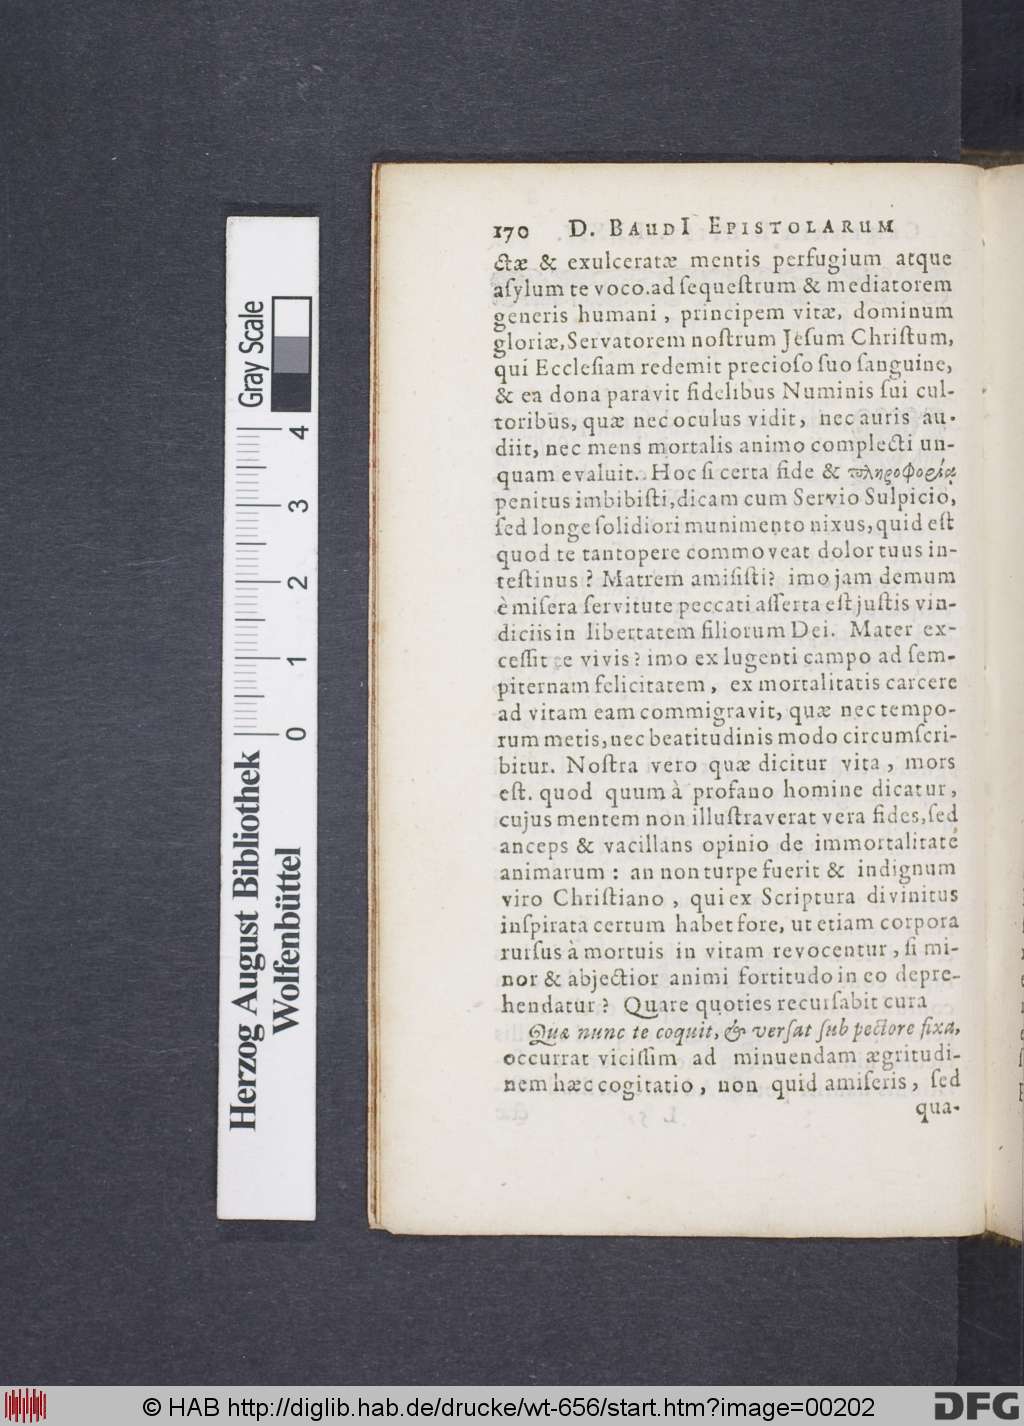 170 D. BAUDI EPISTOLARUM
ctæ & exulceratæ mentis perfugium atque
aſylum te voco. ad ſequeſtrum & mediatorem
generis humani, principem vitæ, dominum
gloriæ, Servatorem noſtrum Jeſum Chriſtum,
qui Eccleſiam redemit precioſo ſuo ſanguine,
& ea dona paravit fidelibus Numinis ſui cul-
toribus, quæ nec oculus vidit, nec auris au-
diit, nec mens mortalis animo complecti un-
quam evaluit. Hoc ſi certa fide & πληροφορίᾳ
penitus imbibiſti, dicam cum Servio Sulpicio,
ſed longe ſolidiori munimento nixus, quid eſt
quod te tantopere commoveat dolor tuus in-
teſtinus? Matrem amiſiſti? imo jam demum
è miſera ſervitute peccati aſſerta eſt juſtis vin-
diciis in libertatem filiorum Dei. Mater ex-
ceſſit e vivis? imo ex lugenti campo ad ſem-
piternam felicitatem, ex mortalitatis carcere
ad vitam eam commigravit, quæ nec tempo-
rum metis, nec beatitudinis modo circumſcri-
bitur. Noſtra vero quæ dicitur vita, mors
eſt. quod quum à profano homine dicatur,
cujus mentem non illuſtraverat vera fides, ſed
anceps & vacillans opinio de immortalitate
animarum: an non turpe fuerit & indignum
viro Chriſtiano, qui ex Scriptura divinitus
inſpirata certum habet fore, ut etiam corpora
rurſus à mortuis in vitam revocentur, ſi mi-
nor & abjectior animi fortitudo in eo depre-
hendatur? Quare quoties recurſabit cura
Quæ nunc te coquit, & verſat ſub pectore fixa,
occurrat viciſſim ad minuendam ægritudi-
nem hæc cogitatio, non quid amiſeris, ſed
qua-
Herzog August Bibliothek
Wolfenbüttel
0 1 2 3 4
Gray Scale
© HAB http://diglib.hab.de/drucke/wt-656/start.htm?image=00202
DFG